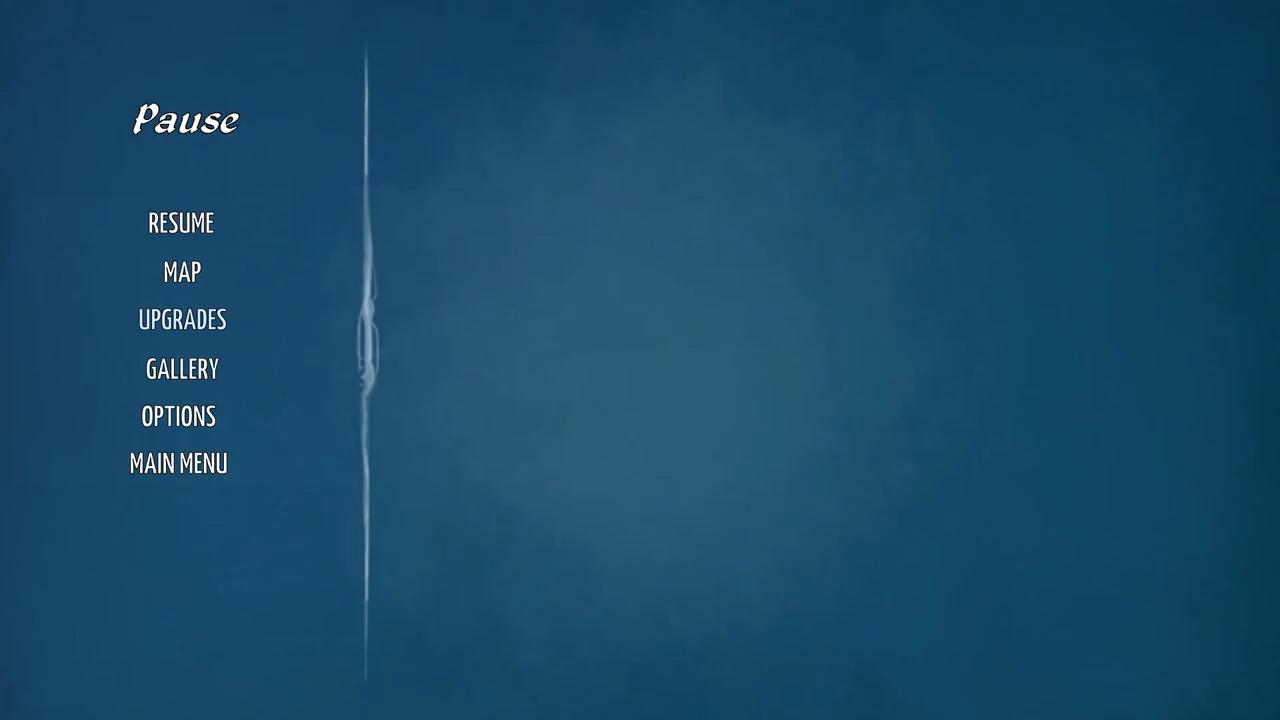 Pause
RESUME
MAP
UPGRADES
GALLERY
OPTIONS
MAIN MENU